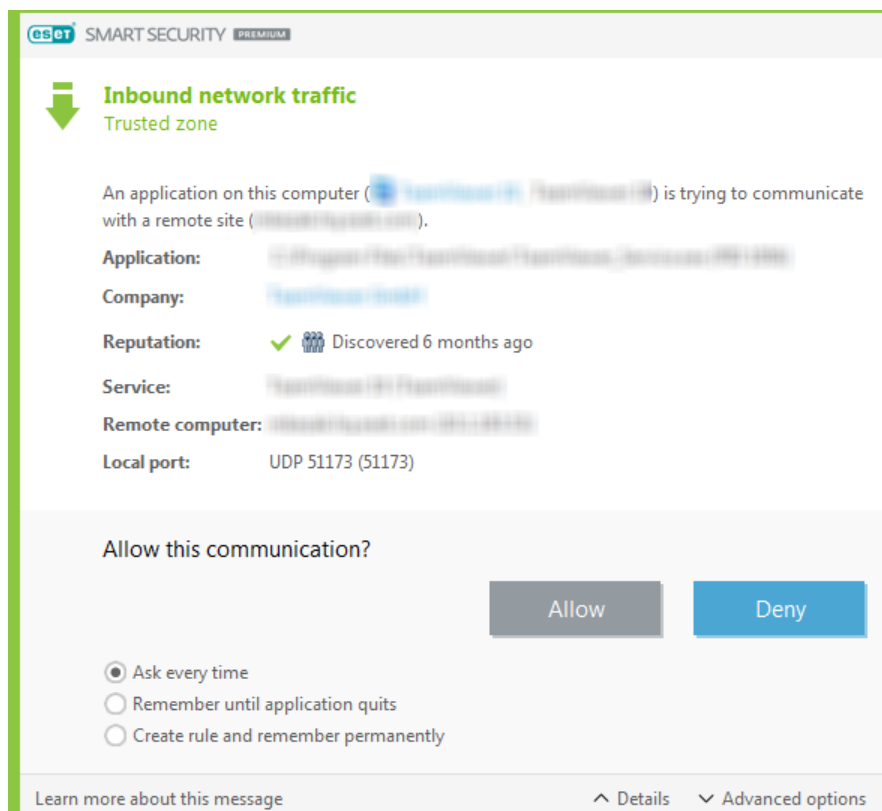 eset SMART SECURITY PREMIUM
Inbound network traffic
Trusted zone
An application on this computer ( ) is trying to communicate
with a remote site ( ).
Application:
Company:
Reputation: Discovered 6 months ago
Service:
Remote computer:
Local port: UDP 51173 (51173)
Allow this communication?
Allow Deny
Ask every time
Remember until application quits
Create rule and remember permanently
Learn more about this message Details Advanced options